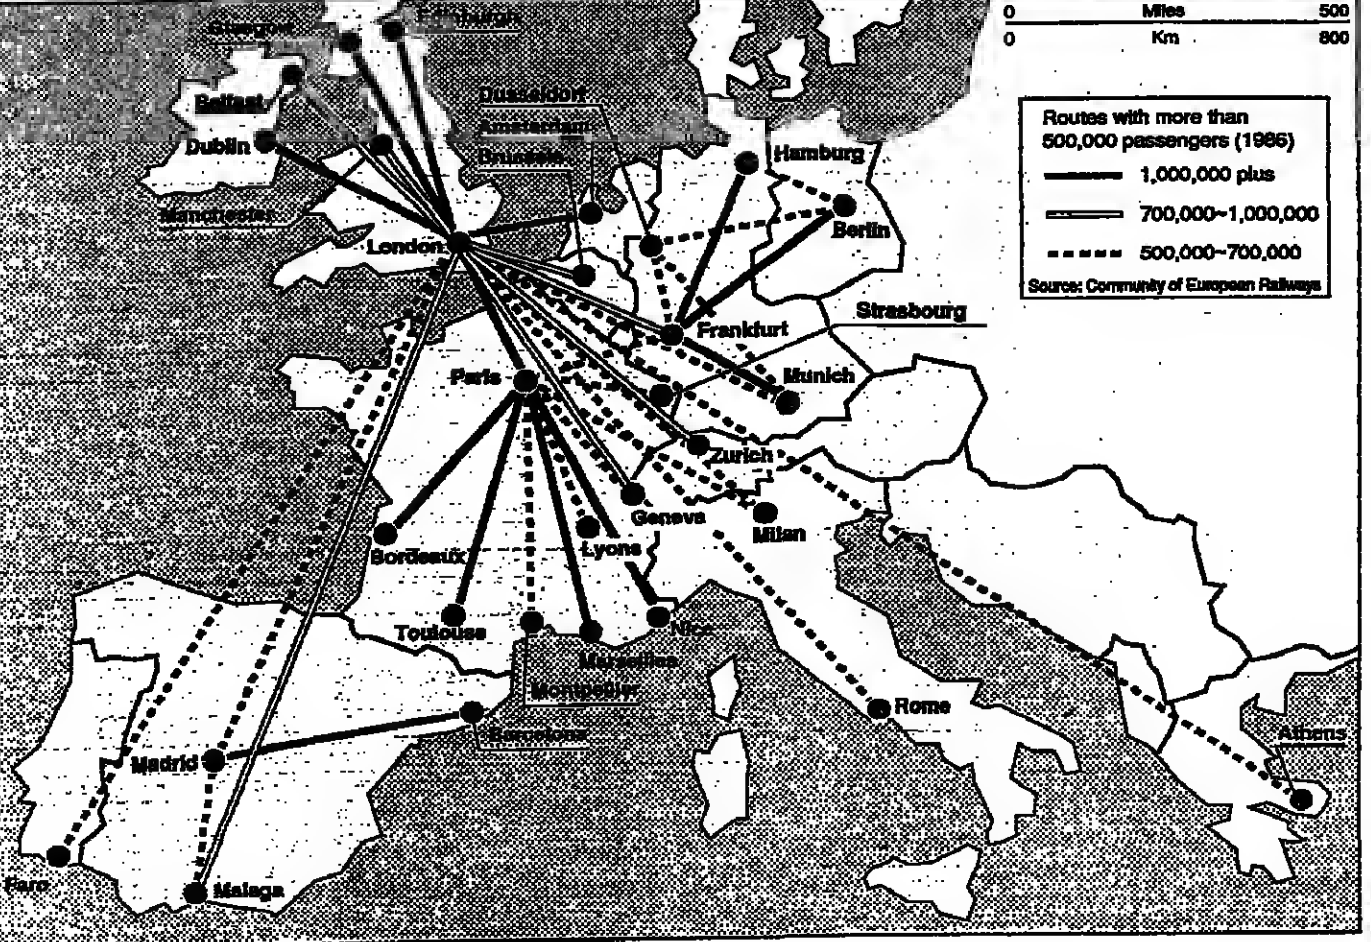 Glasgow
Edinburgh
0 Miles 500
0 Km 800
Belfast
Dusseldorf
Amsterdam
Brussels
Dublin
Hamburg
Manchester
London
Berlin
Routes with more than
500,000 passengers (1986)
1,000,000 plus
700,000~1,000,000
500,000~700,000
Source: Community of European Railways
Strasbourg
Frankfurt
Paris
Munich
Zurich
Geneva
Milan
Bordeaux
Lyons
Toulouse
Nice
Marseilles
Montpellier
Barcelona
Rome
Athens
Madrid
Faro
Malaga